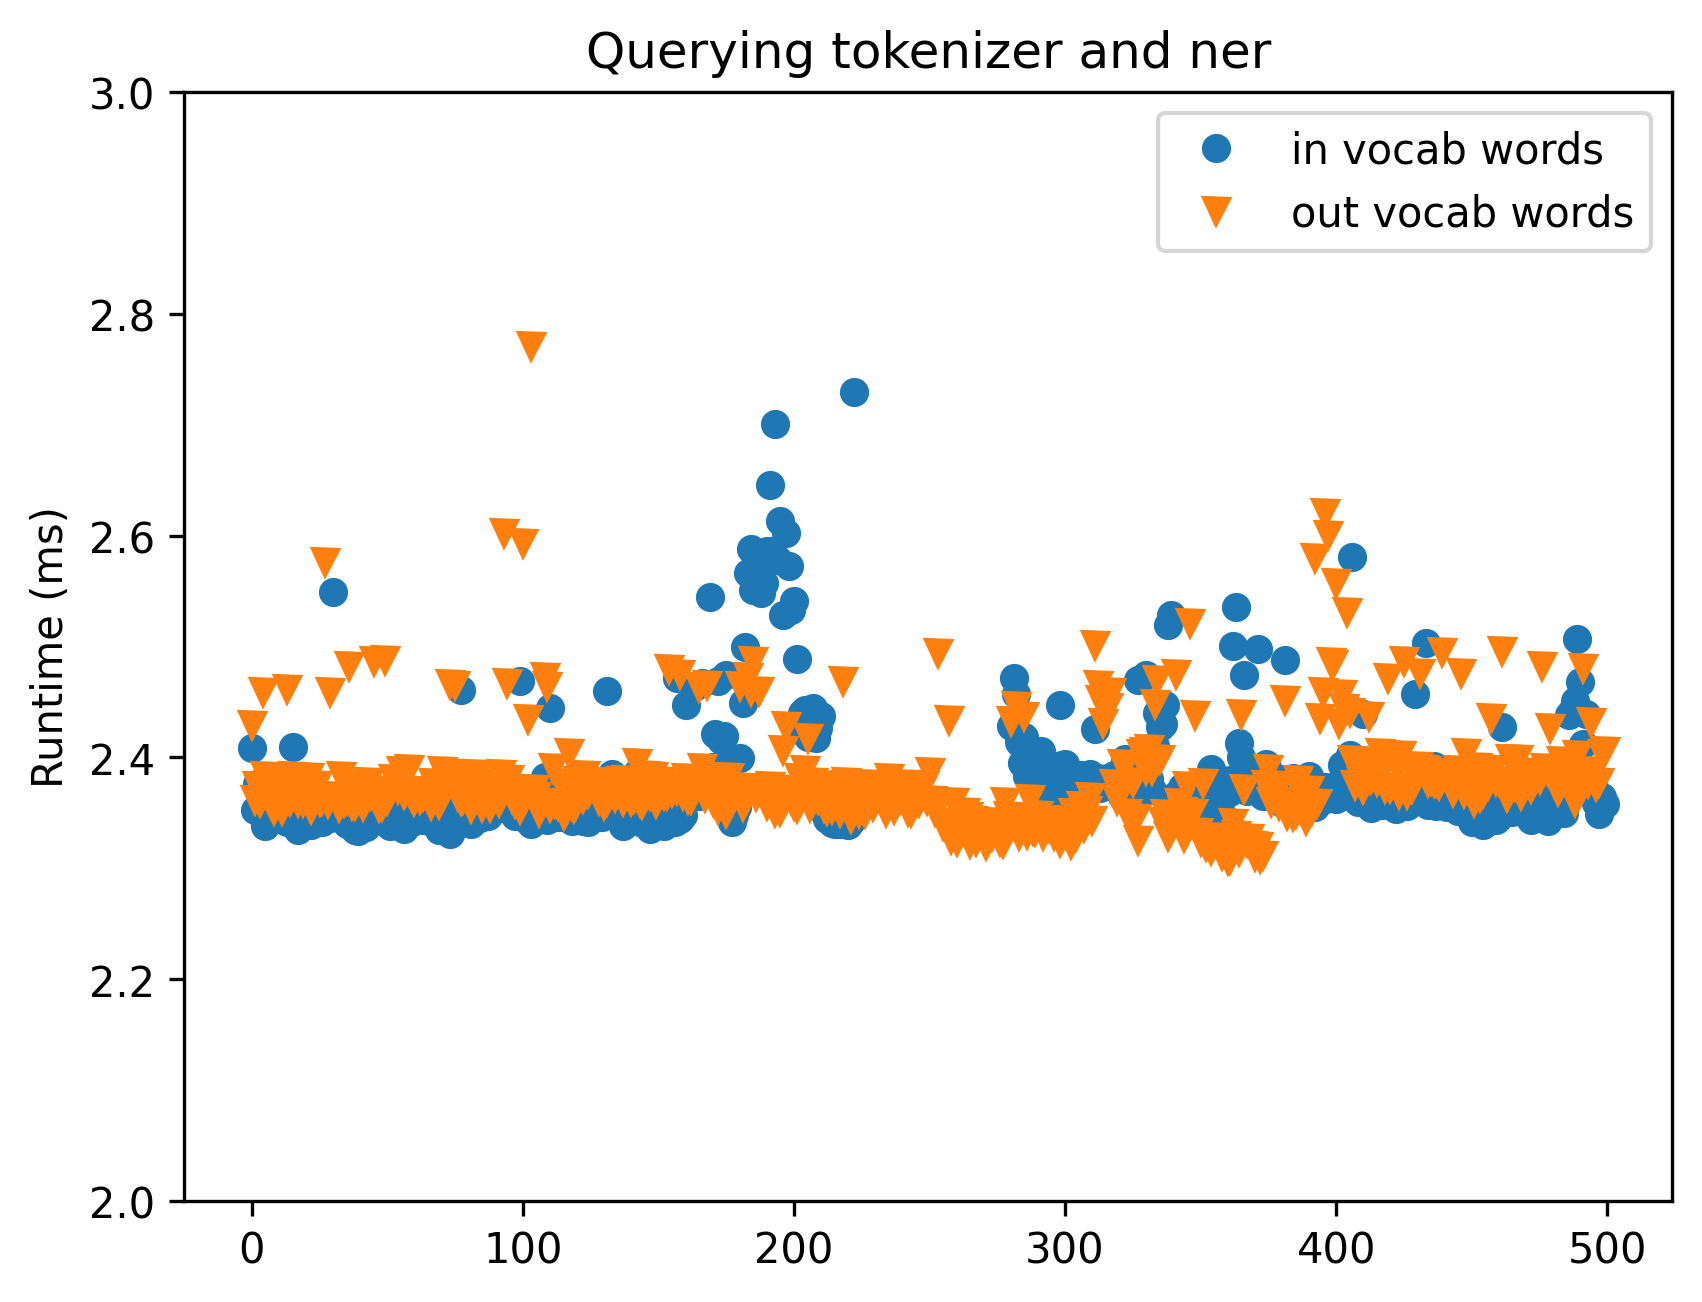 Querying tokenizer and ner
3.0
2.8
2.6
2.4
2.2
2.0
Runtime (ms)
in vocab words
out vocab words
0 100 200 300 400 500